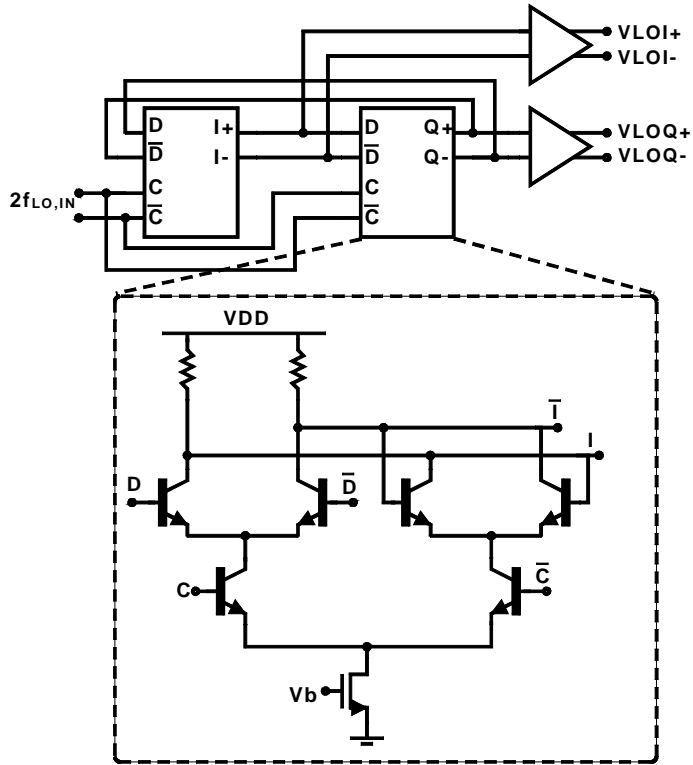 VLOI+
VLOI-
D I+ D Q+ VLOQ+
D̅ I- D̅ Q- VLOQ-
C C
2fLO,IN
C̅ C̅
VDD
I̅
I
D D̅
C C̅
Vb